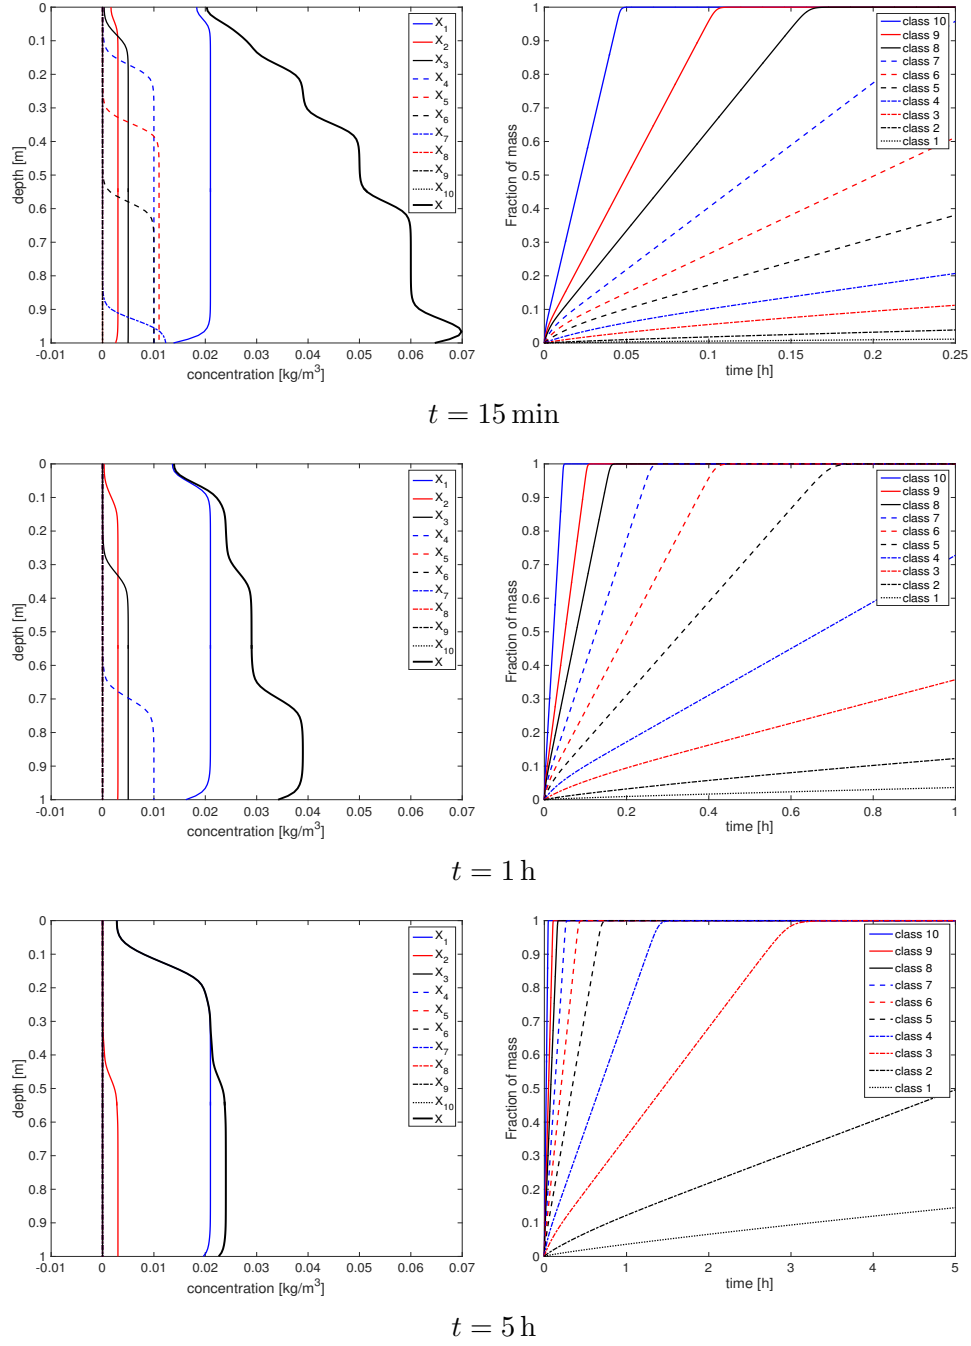 0
0.1
0.2
0.3
0.4
0.5
0.6
0.7
0.8
0.9
1
depth [m]
-0.01 0 0.01 0.02 0.03 0.04 0.05 0.06 0.07
concentration [kg/m³]
X₁
X₂
X₃
X₄
X₅
X₆
X₇
X₈
X₉
X₁₀
X
1
0.9
0.8
0.7
0.6
0.5
0.4
0.3
0.2
0.1
0
Fraction of mass
0 0.05 0.1 0.15 0.2 0.25
time [h]
class 10
class 9
class 8
class 7
class 6
class 5
class 4
class 3
class 2
class 1
t = 15 min
0
0.1
0.2
0.3
0.4
0.5
0.6
0.7
0.8
0.9
1
depth [m]
-0.01 0 0.01 0.02 0.03 0.04 0.05 0.06 0.07
concentration [kg/m³]
X₁
X₂
X₃
X₄
X₅
X₆
X₇
X₈
X₉
X₁₀
X
1
0.9
0.8
0.7
0.6
0.5
0.4
0.3
0.2
0.1
0
Fraction of mass
0 0.2 0.4 0.6 0.8 1
time [h]
class 10
class 9
class 8
class 7
class 6
class 5
class 4
class 3
class 2
class 1
t = 1 h
0
0.1
0.2
0.3
0.4
0.5
0.6
0.7
0.8
0.9
1
depth [m]
-0.01 0 0.01 0.02 0.03 0.04 0.05 0.06 0.07
concentration [kg/m³]
X₁
X₂
X₃
X₄
X₅
X₆
X₇
X₈
X₉
X₁₀
X
1
0.9
0.8
0.7
0.6
0.5
0.4
0.3
0.2
0.1
0
Fraction of mass
0 1 2 3 4 5
time [h]
class 10
class 9
class 8
class 7
class 6
class 5
class 4
class 3
class 2
class 1
t = 5 h